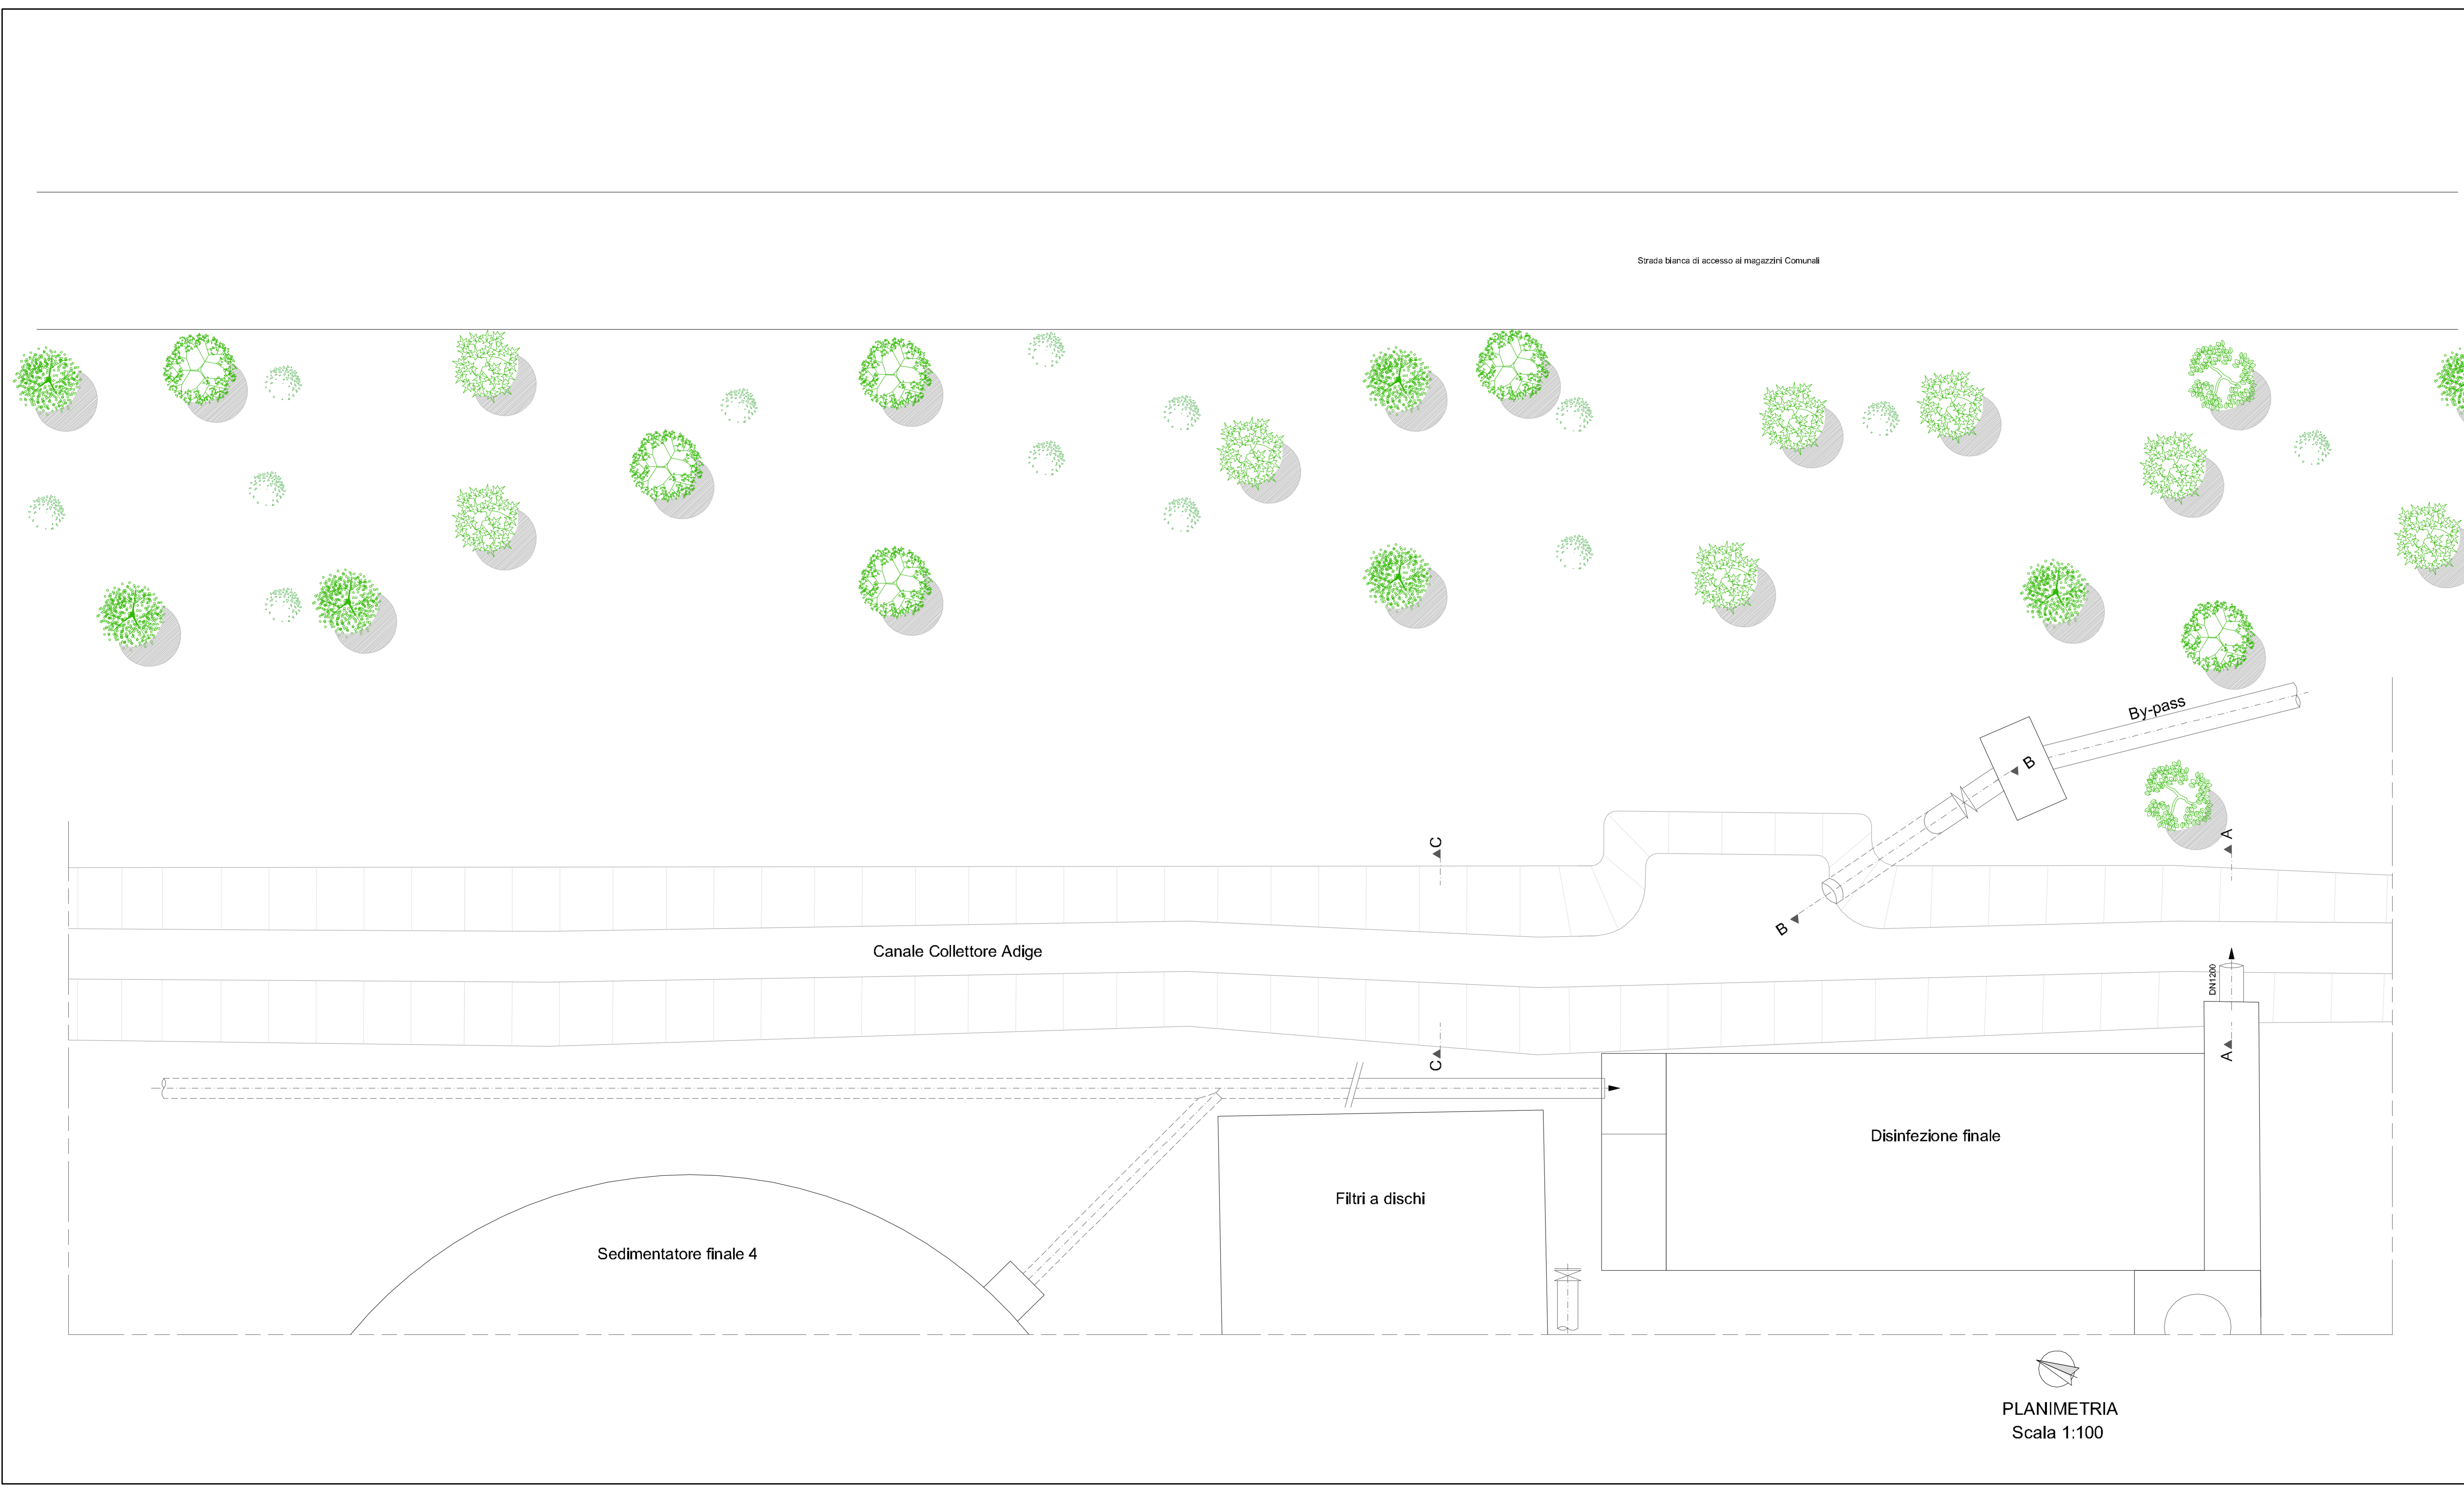 Strada bianca di accesso ai magazzini Comunali
By-pass
B
A
C
B
Canale Collettore Adige
DN1200
C
A
Disinfezione finale
Filtri a dischi
Sedimentatore finale 4
PLANIMETRIA
Scala 1:100